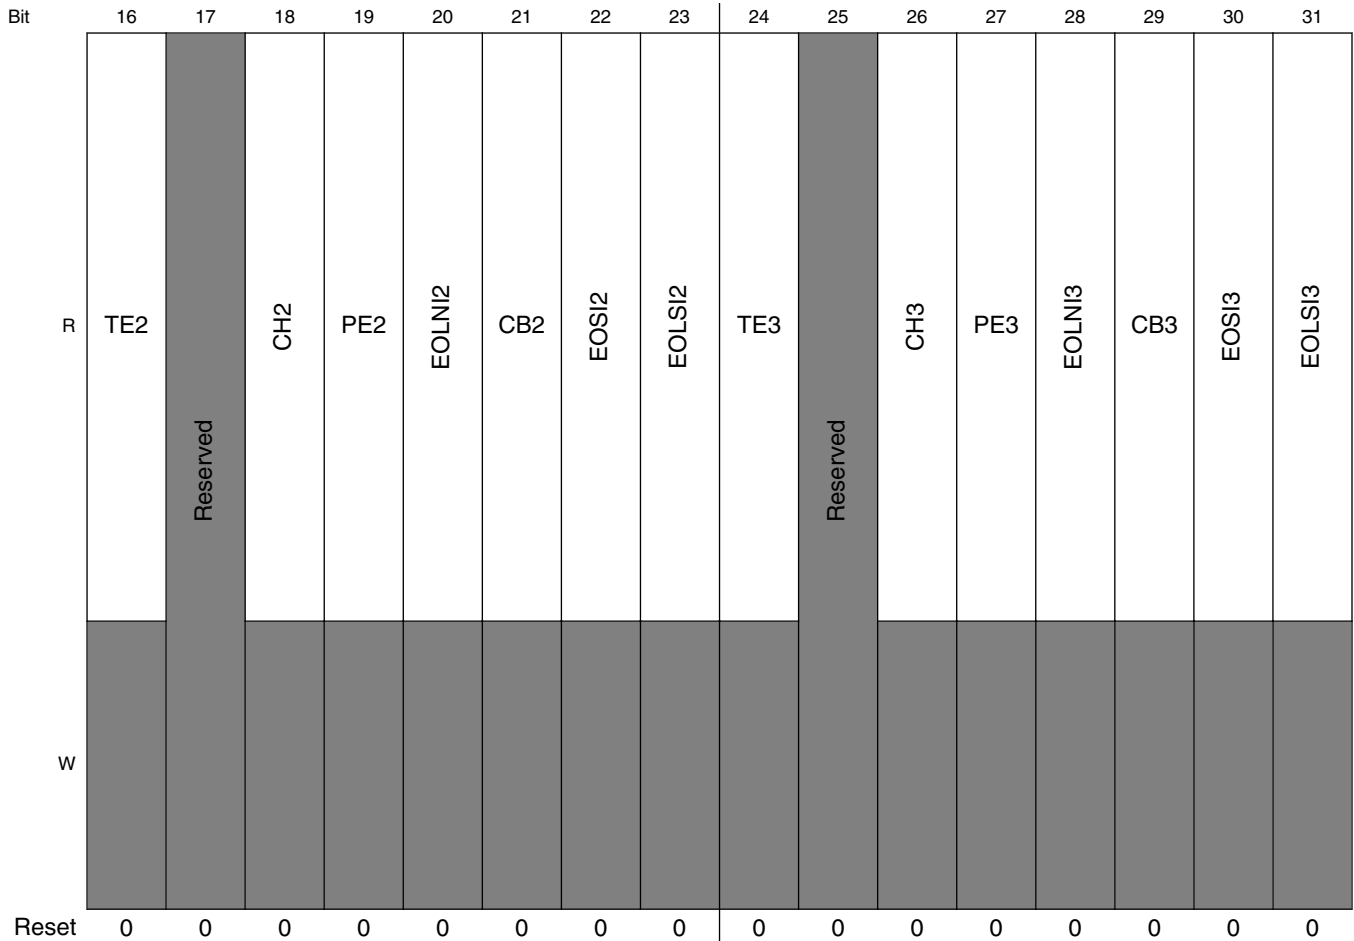 Bit 16 17 18 19 20 21 22 23 24 25 26 27 28 29 30 31
R TE2 Reserved CH2 PE2 EOLNI2 CB2 EOSI2 EOLSI2 TE3 Reserved CH3 PE3 EOLNI3 CB3 EOSI3 EOLSI3
W
Reset 0 0 0 0 0 0 0 0 0 0 0 0 0 0 0 0